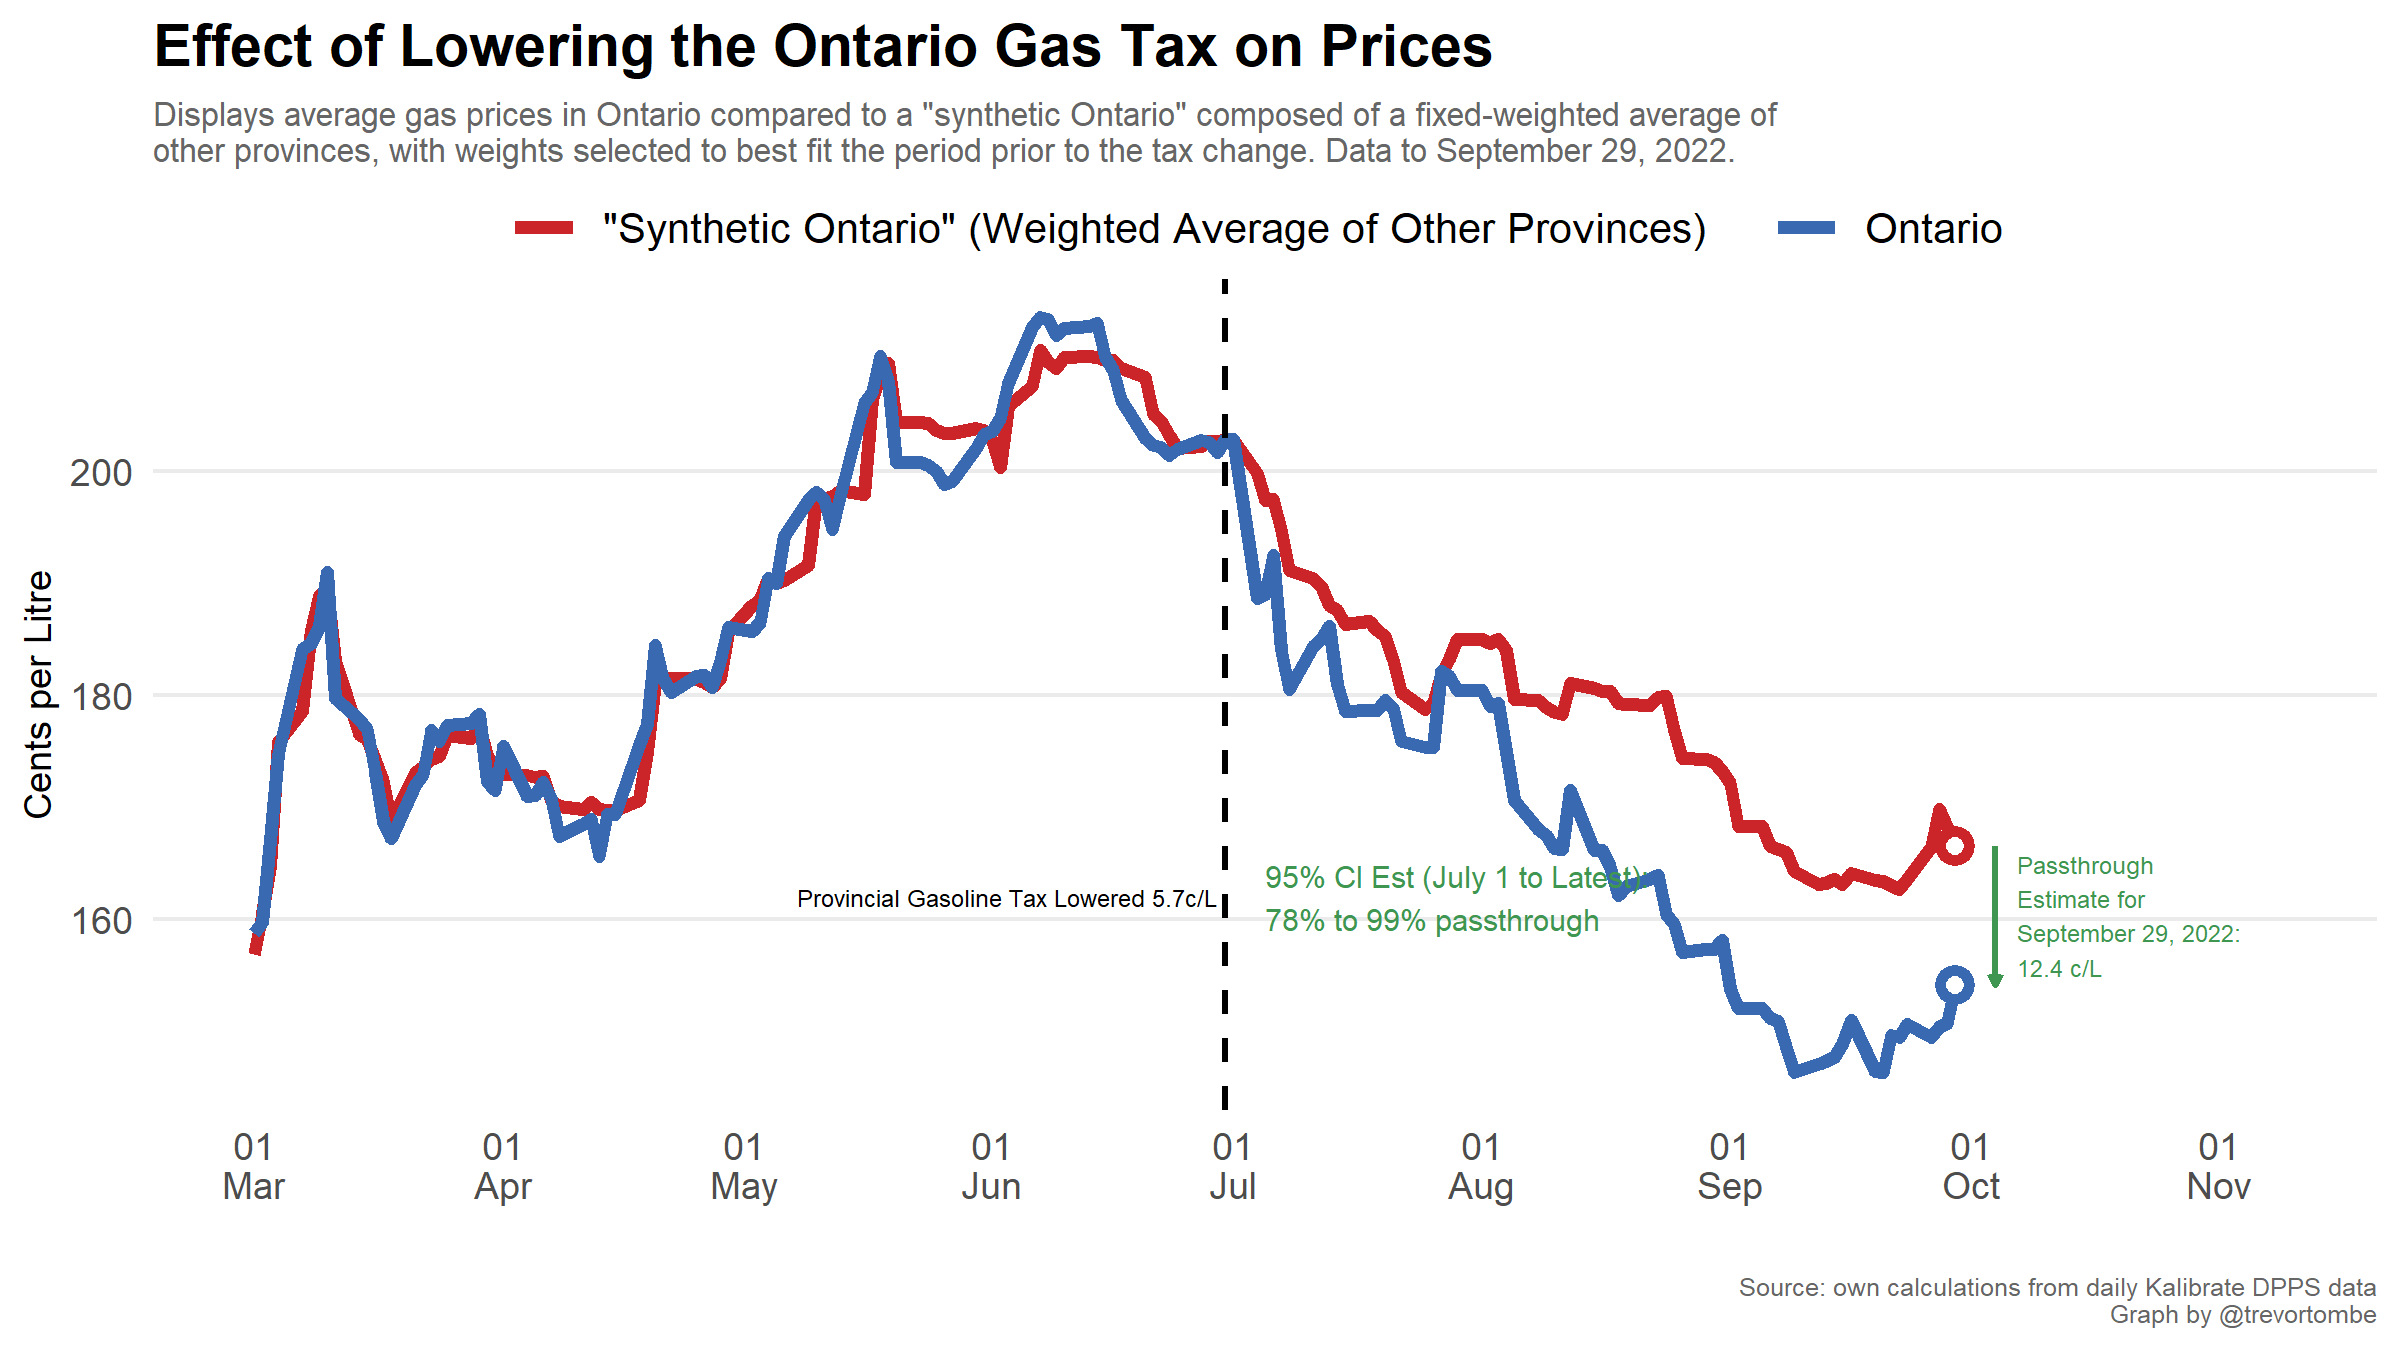 Effect of Lowering the Ontario Gas Tax on Prices
Displays average gas prices in Ontario compared to a "synthetic Ontario" composed of a fixed-weighted average of
other provinces, with weights selected to best fit the period prior to the tax change. Data to September 29, 2022.
"Synthetic Ontario" (Weighted Average of Other Provinces)
Ontario
Cents per Litre
200
180
160
Provincial Gasoline Tax Lowered 5.7c/L
95% CI Est (July 1 to Latest):
78% to 99% passthrough
Passthrough
Estimate for
September 29, 2022:
12.4 c/L
01
Mar
01
Apr
01
May
01
Jun
01
Jul
01
Aug
01
Sep
01
Oct
01
Nov
Source: own calculations from daily Kalibrate DPPS data
Graph by @trevortombe